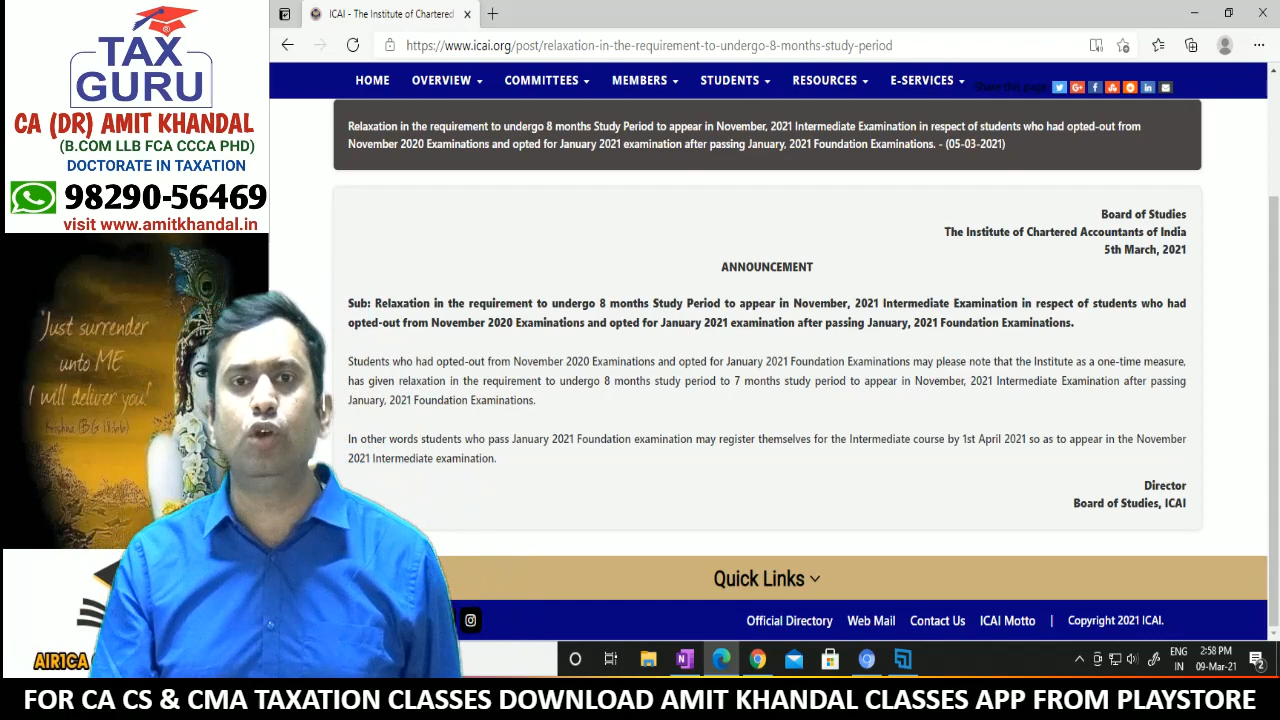 TAX
GURU
CA (DR) AMIT KHANDAL
(B.COM LLB FCA CCCA PHD)
DOCTORATE IN TAXATION
98290-56469
visit www.amitkhandal.in
"Just surrender
unto ME
I will deliver you."
Krishna (BG 18:66)
AIR1CA
ICAI - The Institute of Chartered
https://www.icai.org/post/relaxation-in-the-requirement-to-undergo-8-months-study-period
HOME OVERVIEW COMMITTEES MEMBERS STUDENTS RESOURCES E-SERVICES
Share this page
Relaxation in the requirement to undergo 8 months Study Period to appear in November, 2021 Intermediate Examination in respect of students who had opted-out from
November 2020 Examinations and opted for January 2021 examination after passing January, 2021 Foundation Examinations. - (05-03-2021)
Board of Studies
The Institute of Chartered Accountants of India
5th March, 2021
ANNOUNCEMENT
Sub: Relaxation in the requirement to undergo 8 months Study Period to appear in November, 2021 Intermediate Examination in respect of students who had
opted-out from November 2020 Examinations and opted for January 2021 examination after passing January, 2021 Foundation Examinations.
Students who had opted-out from November 2020 Examinations and opted for January 2021 Foundation Examinations may please note that the Institute as a one-time measure,
has given relaxation in the requirement to undergo 8 months study period to 7 months study period to appear in November, 2021 Intermediate Examination after passing
January, 2021 Foundation Examinations.
In other words students who pass January 2021 Foundation examination may register themselves for the Intermediate course by 1st April 2021 so as to appear in the November
2021 Intermediate examination.
Director
Board of Studies, ICAI
Quick Links
Official Directory Web Mail Contact Us ICAI Motto | Copyright 2021 ICAI.
ENG 2:58 PM
IN 09-Mar-21
2
FOR CA CS & CMA TAXATION CLASSES DOWNLOAD AMIT KHANDAL CLASSES APP FROM PLAYSTORE